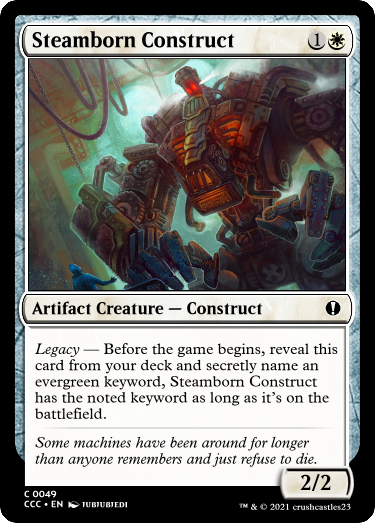 Steamborn Construct 1
Artifact Creature — Construct
Legacy — Before the game begins, reveal this
card from your deck and secretly name an
evergreen keyword, Steamborn Construct
has the noted keyword as long as it's on the
battlefield.
Some machines have been around for longer
than anyone remembers and just refuse to die.
2/2
C 0049
CCC • EN JUBJUBJEDI
™ & © 2021 crushcastles23